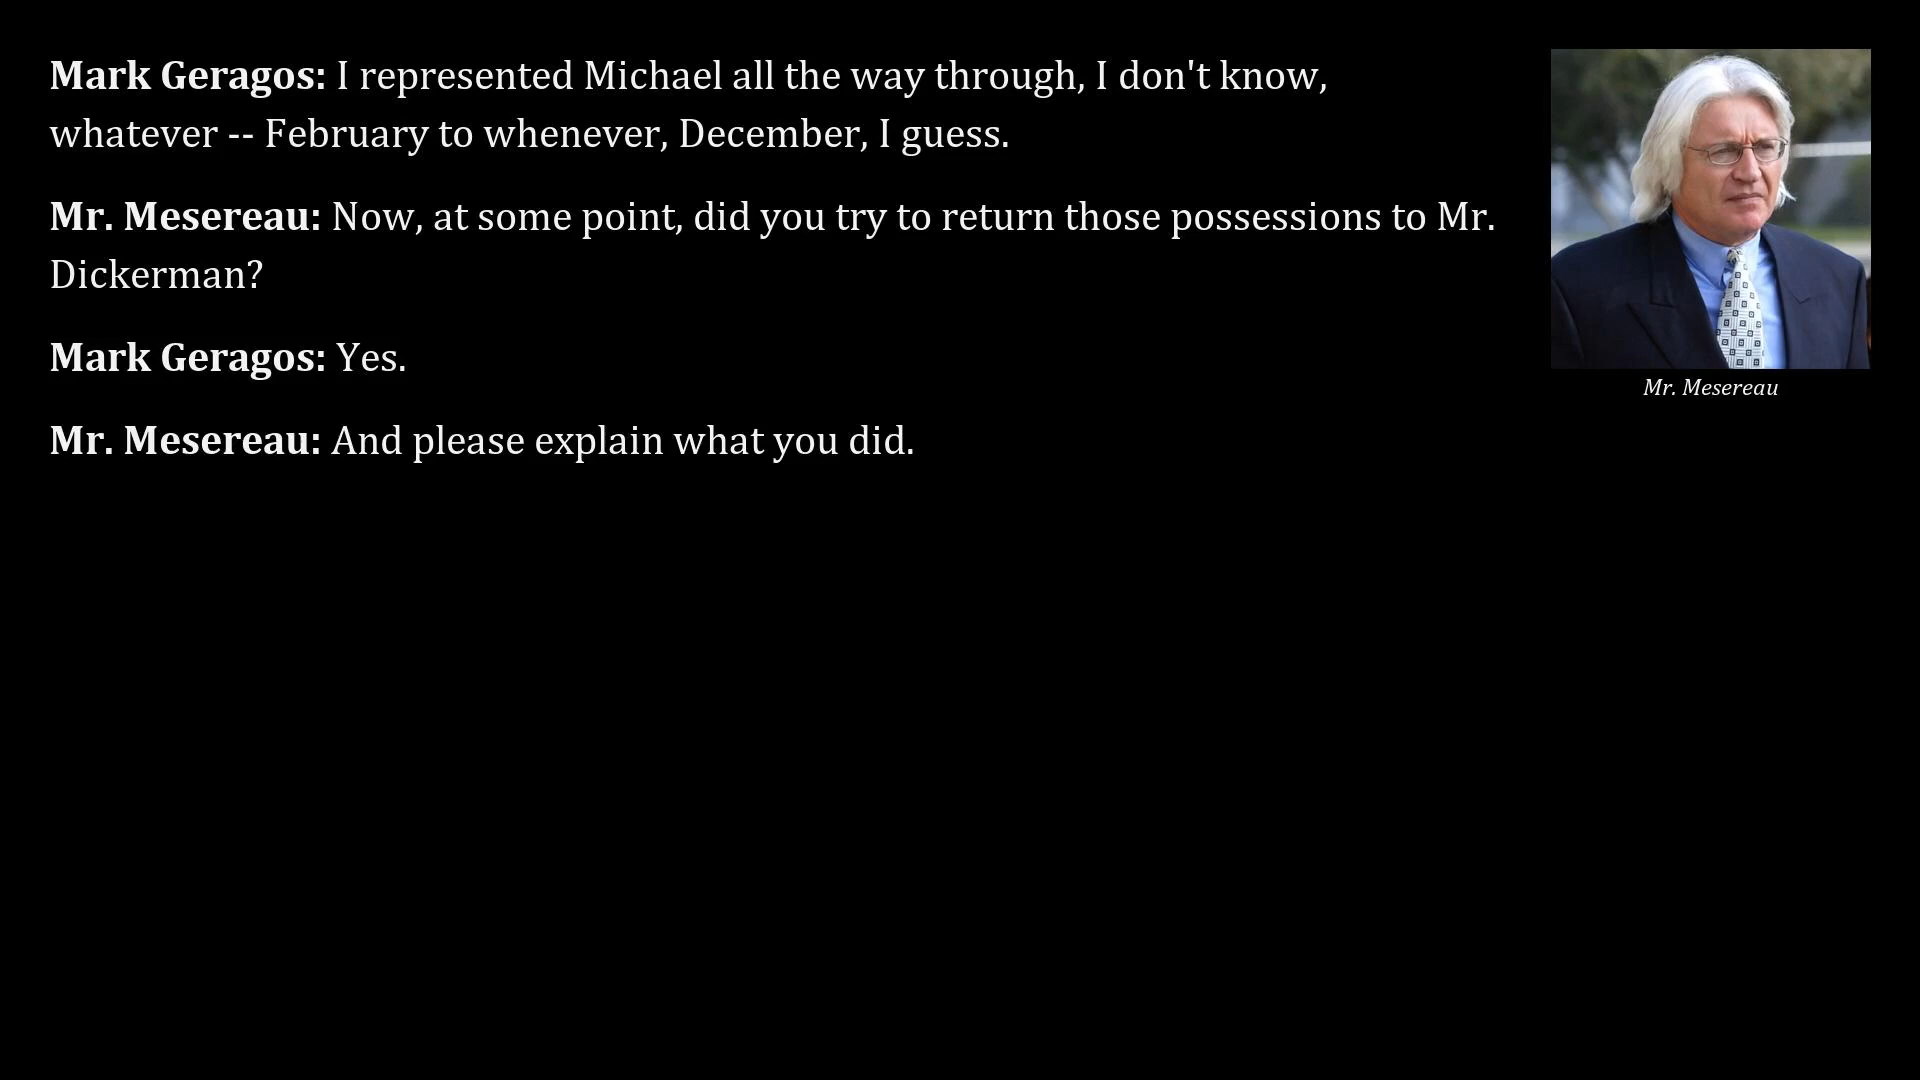 Mark Geragos: I represented Michael all the way through, I don't know,
whatever -- February to whenever, December, I guess.
Mr. Mesereau: Now, at some point, did you try to return those possessions to Mr.
Dickerman?
Mark Geragos: Yes.
Mr. Mesereau: And please explain what you did.
Mr. Mesereau